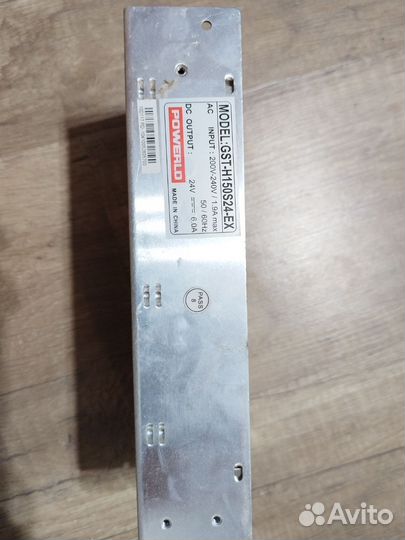 MODEL:GST-H150S24-EX
AC INPUT: 200V-240V / 1.9A max
50 / 60Hz
DC OUTPUT: 24V 6.0A
POWERLD
MADE IN CHINA
PASS
8
Avito